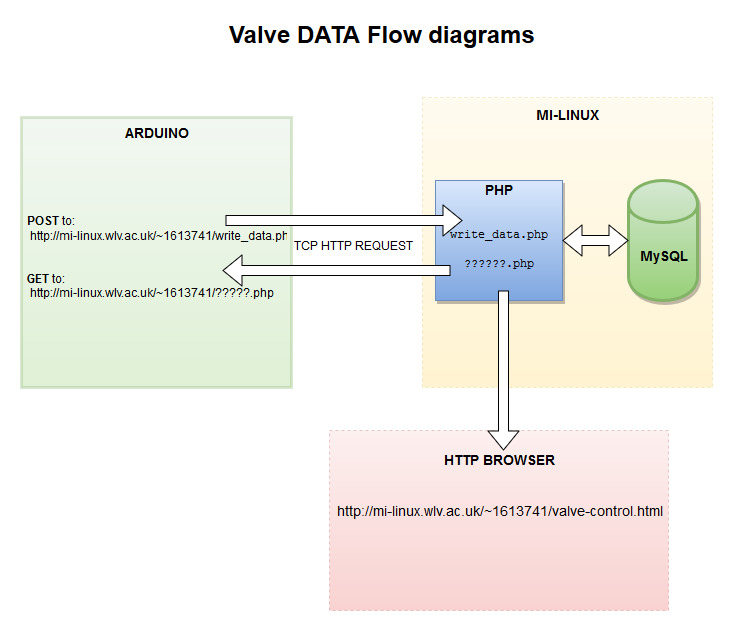 Valve DATA Flow diagrams
ARDUINO
POST to:
http://mi-linux.wlv.ac.uk/~1613741/write_data.ph
GET to:
http://mi-linux.wlv.ac.uk/~1613741/?????.php
TCP HTTP REQUEST
MI-LINUX
PHP
write_data.php
??????.php
MySQL
HTTP BROWSER
http://mi-linux.wlv.ac.uk/~1613741/valve-control.html